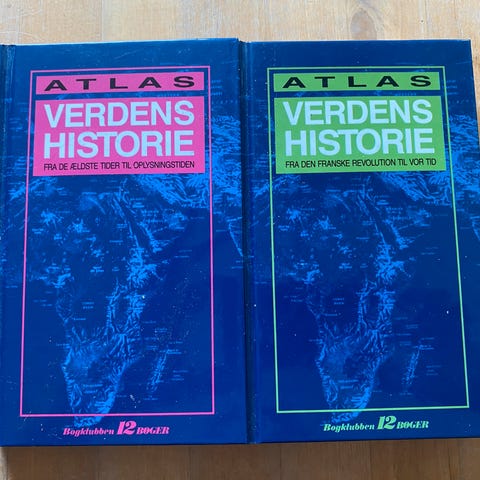 ATLAS
VERDENS
HISTORIE
FRA DE ÆLDSTE TIDER TIL OPLYSNINGSTIDEN
Bogklubben 12 BØGER
ATLAS
VERDENS
HISTORIE
FRA DEN FRANSKE REVOLUTION TIL VOR TID
Bogklubben 12 BØGER